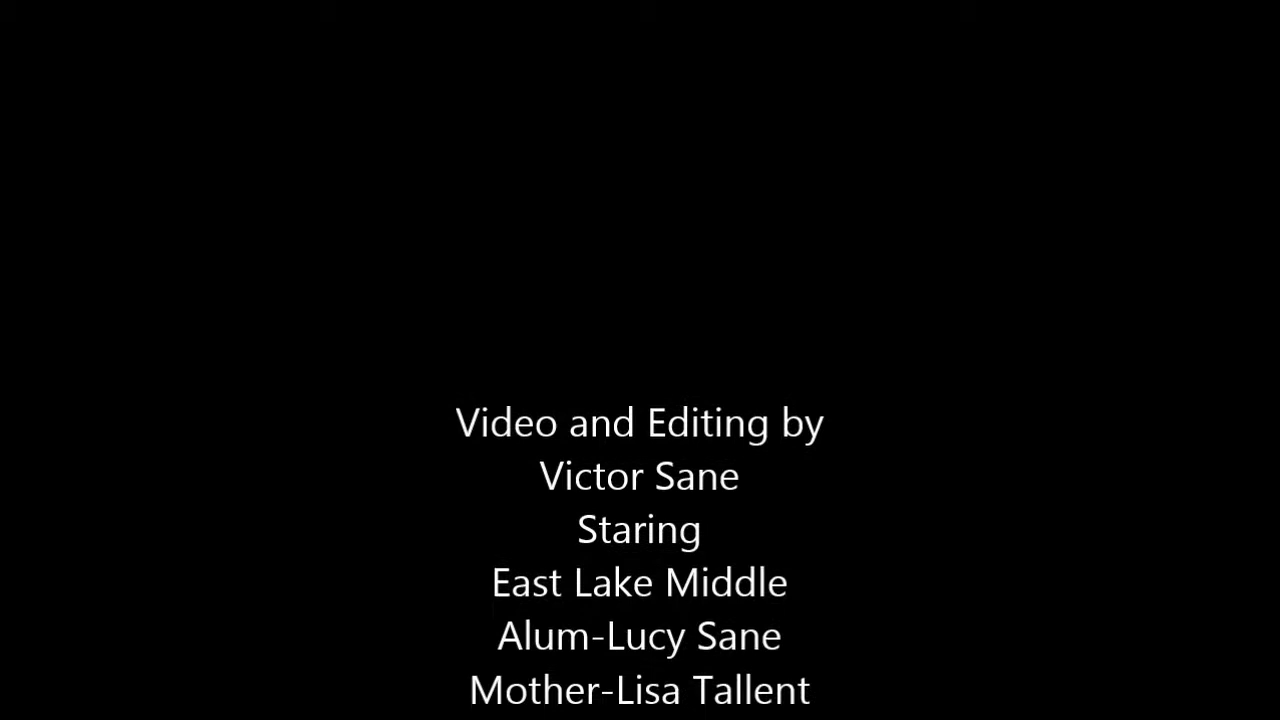 Video and Editing by
Victor Sane
Staring
East Lake Middle
Alum-Lucy Sane
Mother-Lisa Tallent